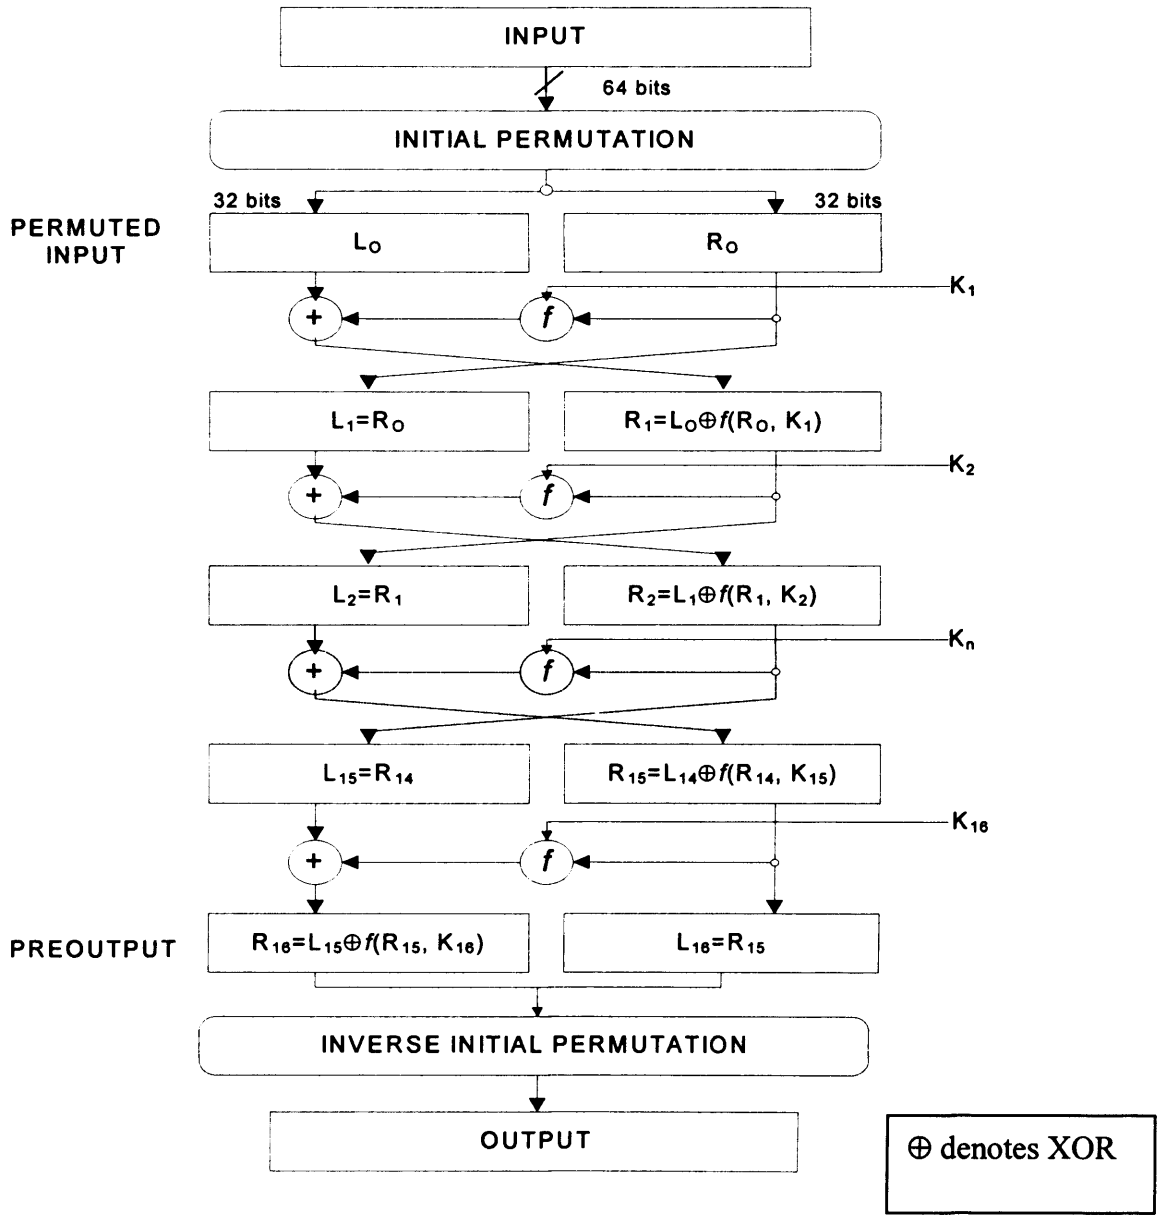 INPUT
64 bits
INITIAL PERMUTATION
32 bits
32 bits
PERMUTED
INPUT
L₀
R₀
K₁
+
f
L₁=R₀
R₁=L₀⊕f(R₀, K₁)
K₂
+
f
L₂=R₁
R₂=L₁⊕f(R₁, K₂)
Kₙ
+
f
L₁₅=R₁₄
R₁₅=L₁₄⊕f(R₁₄, K₁₅)
K₁₆
+
f
PREOUTPUT
R₁₆=L₁₅⊕f(R₁₅, K₁₆)
L₁₆=R₁₅
INVERSE INITIAL PERMUTATION
OUTPUT
⊕ denotes XOR